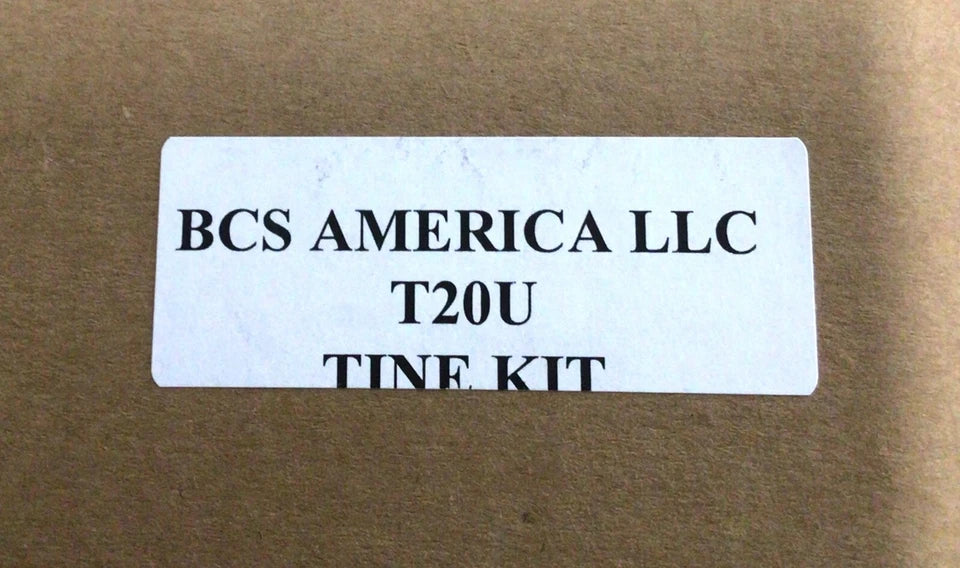 BCS AMERICA LLC
T20U
TINE KIT